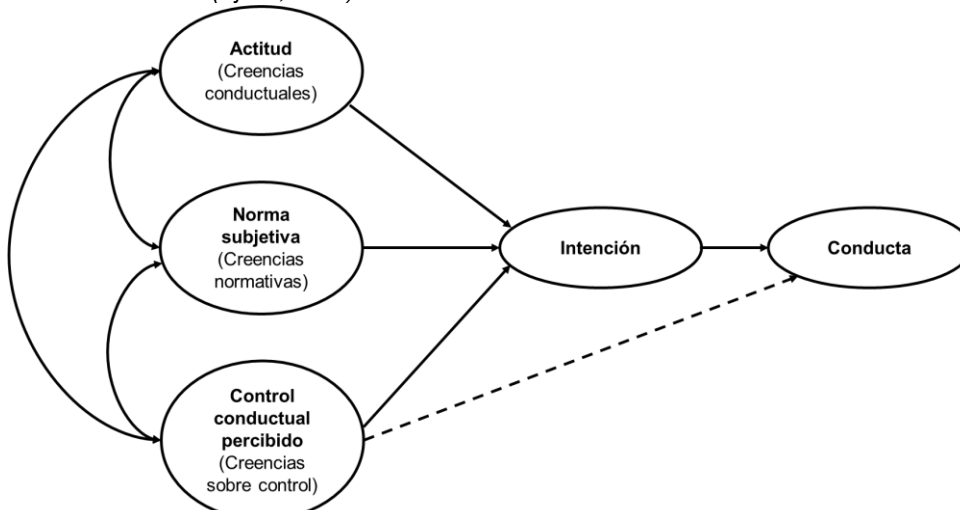 Actitud
(Creencias
conductuales)
Norma
subjetiva
(Creencias
normativas)
Intención
Conducta
Control
conductual
percibido
(Creencias
sobre control)